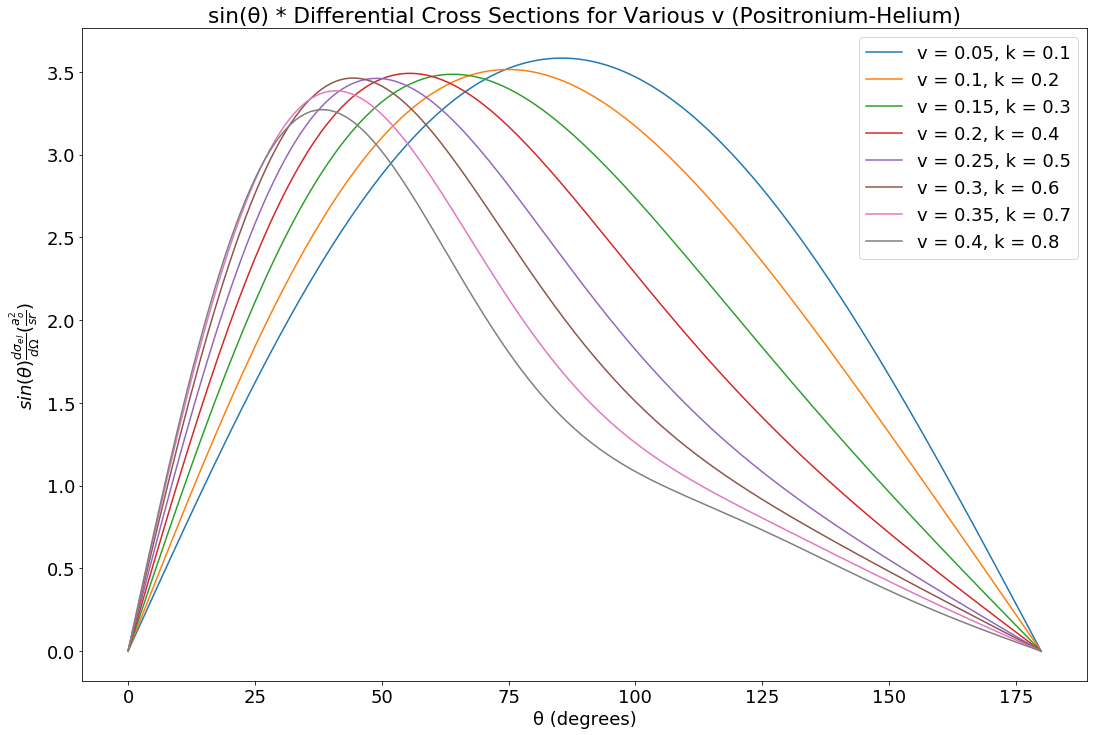 sin(θ) * Differential Cross Sections for Various v (Positronium-Helium)
v = 0.05, k = 0.1
v = 0.1, k = 0.2
v = 0.15, k = 0.3
v = 0.2, k = 0.4
v = 0.25, k = 0.5
v = 0.3, k = 0.6
v = 0.35, k = 0.7
v = 0.4, k = 0.8
3.5
3.0
2.5
2.0
1.5
1.0
0.5
0.0
sin(θ) dσ_el/dΩ (a_o^2/sr)
0 25 50 75 100 125 150 175
θ (degrees)